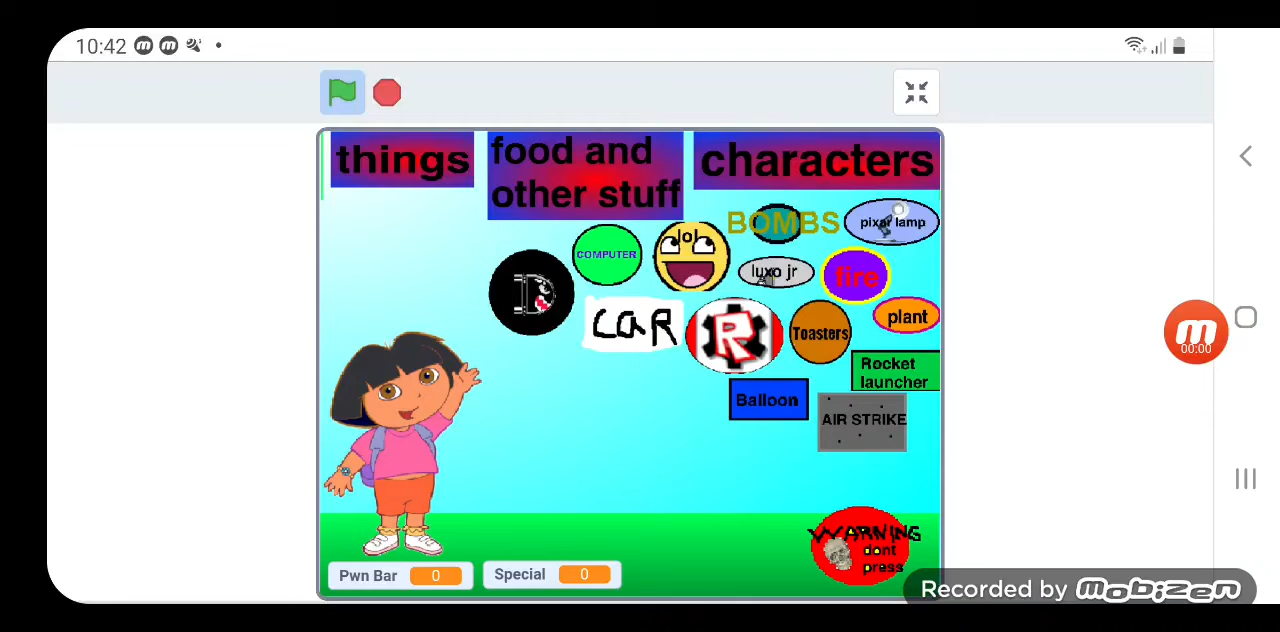 10:42
things
food and
other stuff
characters
BOMBS
pixar lamp
lol
COMPUTER
luxo jr
fire
D
CaR
R
Toasters
plant
Rocket
launcher
Balloon
AIR STRIKE
WARNING
dont
press
Pwn Bar 0
Special 0
00:00
Recorded by MOBIZEN